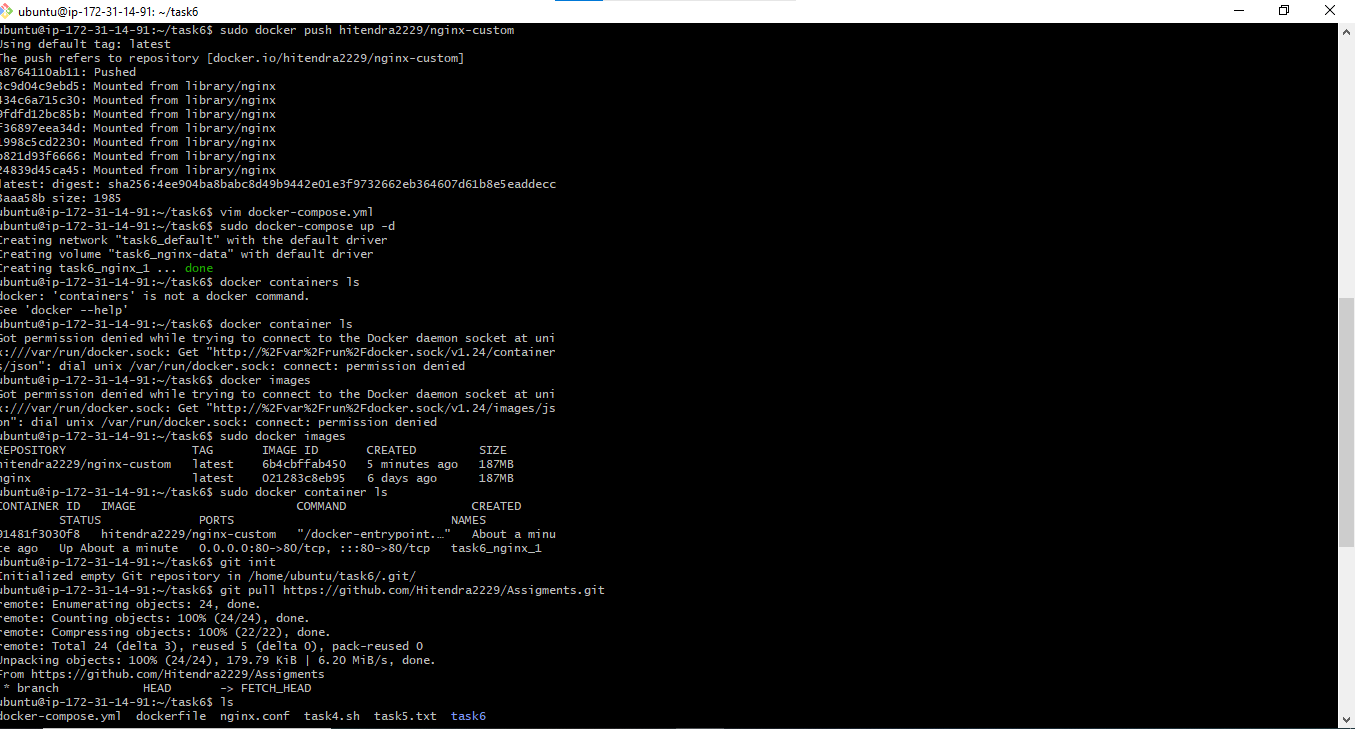 ubuntu@ip-172-31-14-91: ~/task6
ubuntu@ip-172-31-14-91:~/task6$ sudo docker push hitendra2229/nginx-custom
Using default tag: latest
The push refers to repository [docker.io/hitendra2229/nginx-custom]
a8764110ab11: Pushed
3c9d04c9ebd5: Mounted from library/nginx
434c6a715c30: Mounted from library/nginx
9fdfd12bc85b: Mounted from library/nginx
f36897eea34d: Mounted from library/nginx
1998c5cd2230: Mounted from library/nginx
b821d93f6666: Mounted from library/nginx
24839d45ca45: Mounted from library/nginx
latest: digest: sha256:4ee904ba8babc8d49b9442e01e3f9732662eb364607d61b8e5eaddecc
3aaa58b size: 1985
ubuntu@ip-172-31-14-91:~/task6$ vim docker-compose.yml
ubuntu@ip-172-31-14-91:~/task6$ sudo docker-compose up -d
Creating network "task6_default" with the default driver
Creating volume "task6_nginx-data" with default driver
Creating task6_nginx_1 ... done
ubuntu@ip-172-31-14-91:~/task6$ docker containers ls
docker: 'containers' is not a docker command.
See 'docker --help'
ubuntu@ip-172-31-14-91:~/task6$ docker container ls
Got permission denied while trying to connect to the Docker daemon socket at uni
x:///var/run/docker.sock: Get "http://%2Fvar%2Frun%2Fdocker.sock/v1.24/container
s/json": dial unix /var/run/docker.sock: connect: permission denied
ubuntu@ip-172-31-14-91:~/task6$ docker images
Got permission denied while trying to connect to the Docker daemon socket at uni
x:///var/run/docker.sock: Get "http://%2Fvar%2Frun%2Fdocker.sock/v1.24/images/js
on": dial unix /var/run/docker.sock: connect: permission denied
ubuntu@ip-172-31-14-91:~/task6$ sudo docker images
REPOSITORY TAG IMAGE ID CREATED SIZE
hitendra2229/nginx-custom latest 6b4cbffab450 5 minutes ago 187MB
nginx latest 021283c8eb95 6 days ago 187MB
ubuntu@ip-172-31-14-91:~/task6$ sudo docker container ls
CONTAINER ID IMAGE COMMAND CREATED
STATUS PORTS NAMES
91481f3030f8 hitendra2229/nginx-custom "/docker-entrypoint.…" About a minu
te ago Up About a minute 0.0.0.0:80->80/tcp, :::80->80/tcp task6_nginx_1
ubuntu@ip-172-31-14-91:~/task6$ git init
Initialized empty Git repository in /home/ubuntu/task6/.git/
ubuntu@ip-172-31-14-91:~/task6$ git pull https://github.com/Hitendra2229/Assigments.git
remote: Enumerating objects: 24, done.
remote: Counting objects: 100% (24/24), done.
remote: Compressing objects: 100% (22/22), done.
remote: Total 24 (delta 3), reused 5 (delta 0), pack-reused 0
Unpacking objects: 100% (24/24), 179.79 KiB | 6.20 MiB/s, done.
From https://github.com/Hitendra2229/Assigments
* branch HEAD -> FETCH_HEAD
ubuntu@ip-172-31-14-91:~/task6$ ls
docker-compose.yml dockerfile nginx.conf task4.sh task5.txt task6